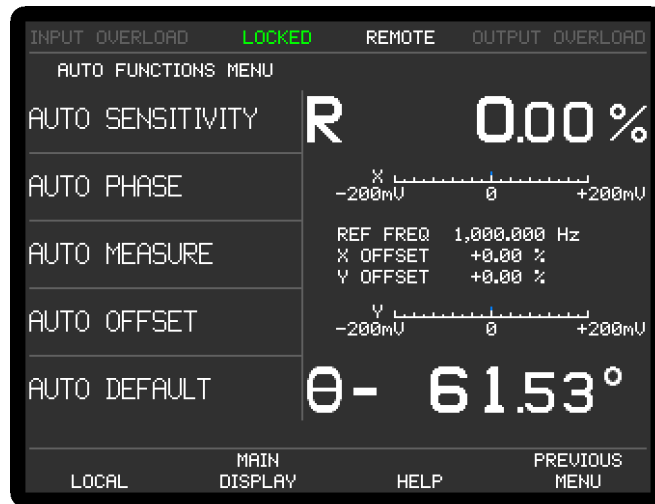 INPUT OVERLOAD LOCKED REMOTE OUTPUT OVERLOAD
AUTO FUNCTIONS MENU
AUTO SENSITIVITY
R 0.00 %
AUTO PHASE
X
-200mV 0 +200mV
AUTO MEASURE
REF FREQ 1,000.000 Hz
X OFFSET +0.00 %
Y OFFSET +0.00 %
AUTO OFFSET
Y
-200mV 0 +200mV
AUTO DEFAULT
θ- 61.53°
LOCAL
MAIN
DISPLAY
HELP
PREVIOUS
MENU